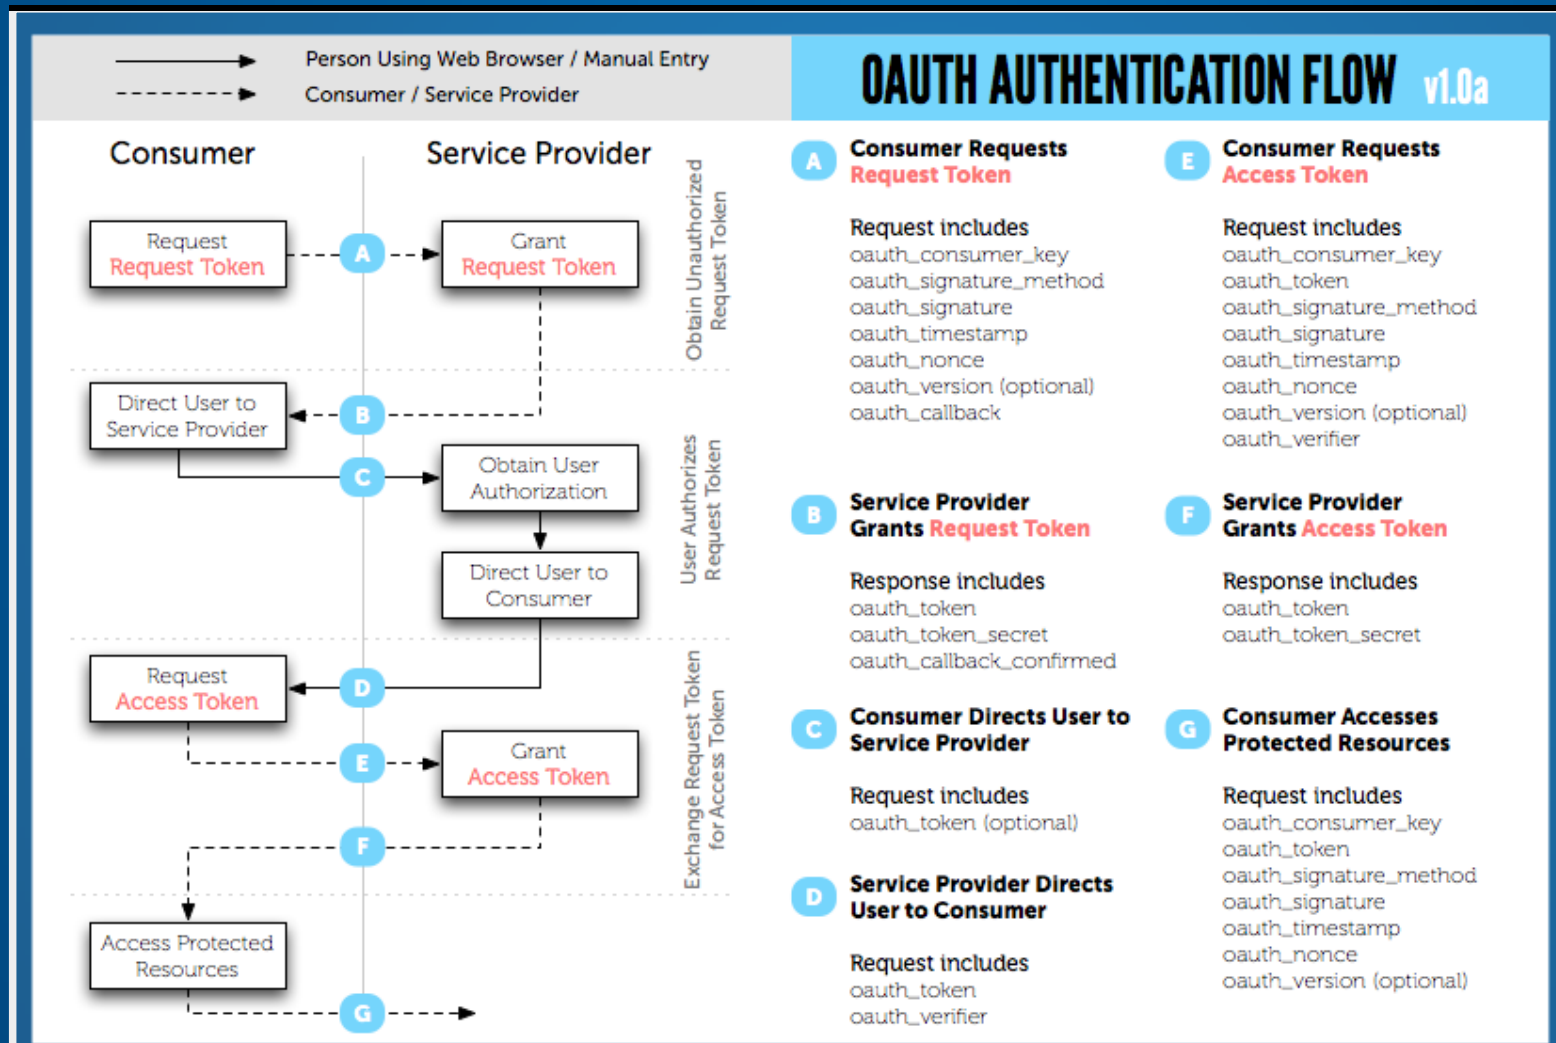 Person Using Web Browser / Manual Entry
Consumer / Service Provider
OAUTH AUTHENTICATION FLOW v1.0a
Consumer
Service Provider
Request
Request Token
A
Grant
Request Token
Obtain Unauthorized
Request Token
Direct User to
Service Provider
B
C
Obtain User
Authorization
Direct User to
Consumer
User Authorizes
Request Token
Request
Access Token
D
E
Grant
Access Token
F
Exchange Request Token
for Access Token
Access Protected
Resources
G
A
Consumer Requests
Request Token
Request includes
oauth_consumer_key
oauth_signature_method
oauth_signature
oauth_timestamp
oauth_nonce
oauth_version (optional)
oauth_callback
B
Service Provider
Grants Request Token
Response includes
oauth_token
oauth_token_secret
oauth_callback_confirmed
C
Consumer Directs User to
Service Provider
Request includes
oauth_token (optional)
D
Service Provider Directs
User to Consumer
Request includes
oauth_token
oauth_verifier
E
Consumer Requests
Access Token
Request includes
oauth_consumer_key
oauth_token
oauth_signature_method
oauth_signature
oauth_timestamp
oauth_nonce
oauth_version (optional)
oauth_verifier
F
Service Provider
Grants Access Token
Response includes
oauth_token
oauth_token_secret
G
Consumer Accesses
Protected Resources
Request includes
oauth_consumer_key
oauth_token
oauth_signature_method
oauth_signature
oauth_timestamp
oauth_nonce
oauth_version (optional)